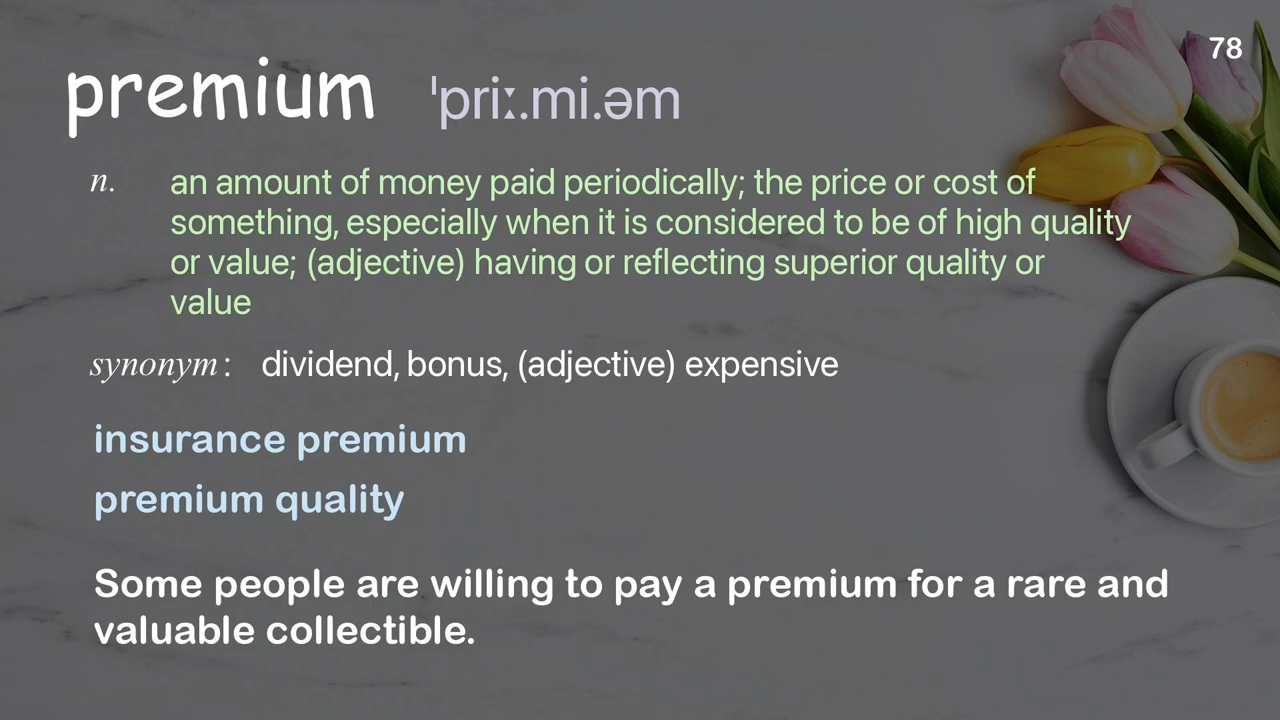 78
premium ˈpriː.mi.əm
n. an amount of money paid periodically; the price or cost of
something, especially when it is considered to be of high quality
or value; (adjective) having or reflecting superior quality or
value
synonym: dividend, bonus, (adjective) expensive
insurance premium
premium quality
Some people are willing to pay a premium for a rare and
valuable collectible.